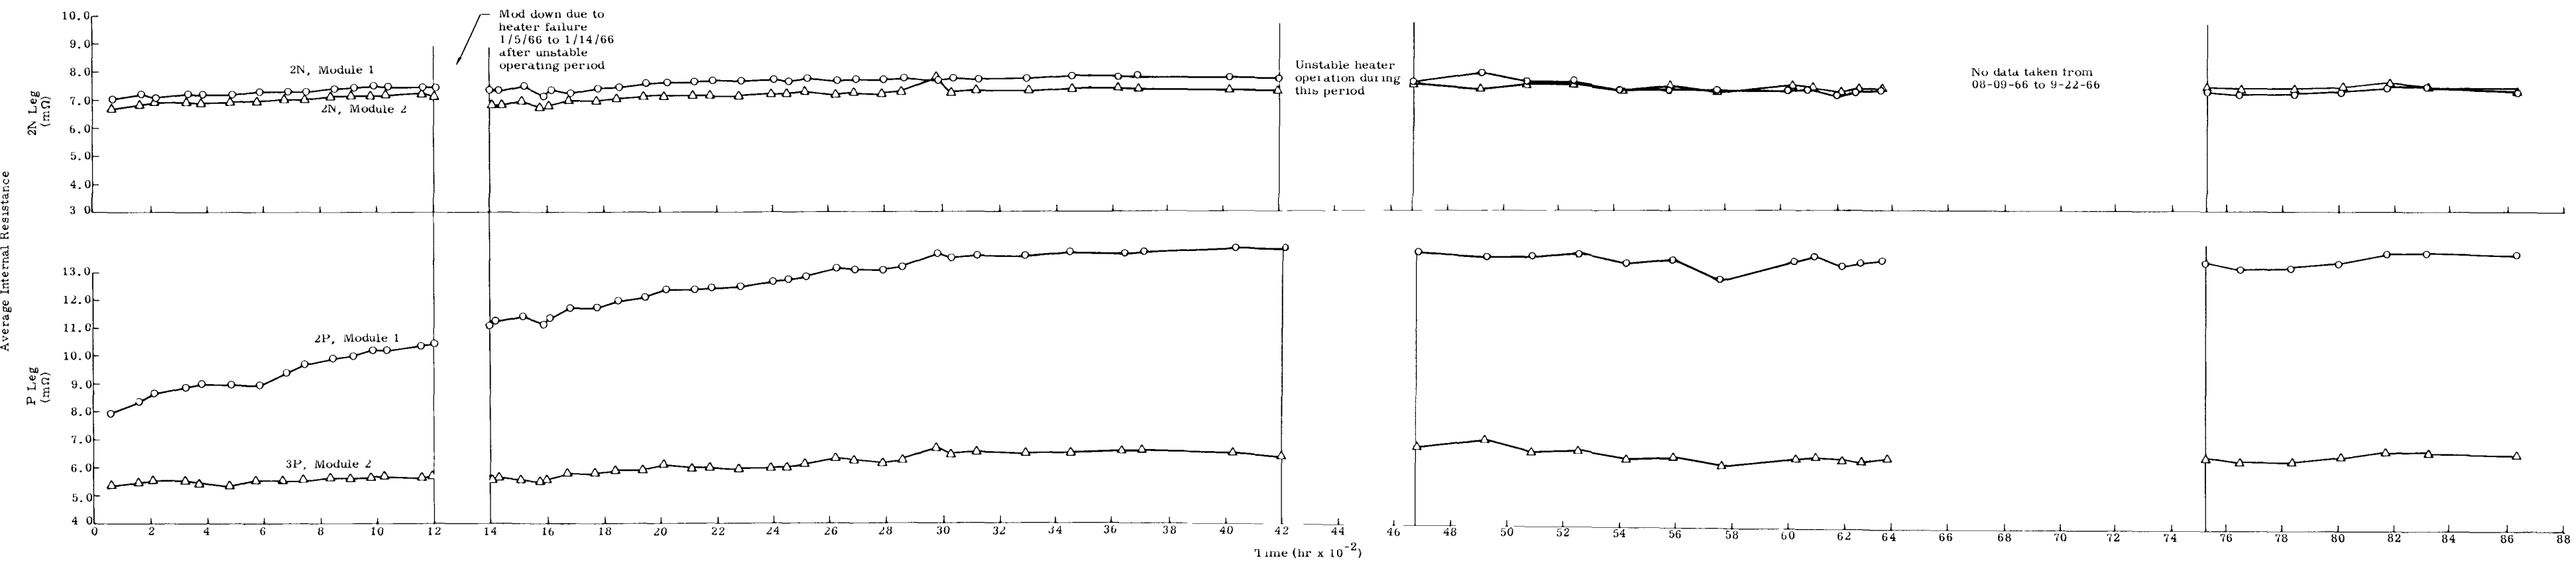 Mod down due to
heater failure
1/5/66 to 1/14/66
after unstable
operating period
Unstable heater
operation during
this period
No data taken from
08-09-66 to 9-22-66
Average Internal Resistance
2N Leg
(mΩ)
10.0
9.0
8.0
7.0
6.0
5.0
4.0
3 0
2N, Module 1
2N, Module 2
P Leg
(mΩ)
13.0
12.0
11.0
10.0
9.0
8.0
7.0
6.0
5.0
4 0
2P, Module 1
3P, Module 2
0 2 4 6 8 10 12 14 16 18 20 22 24 26 28 30 32 34 36 38 40 42 44 46 48 50 52 54 56 58 60 62 64 66 68 70 72 74 76 78 80 82 84 86 88
Time (hr x 10-2)